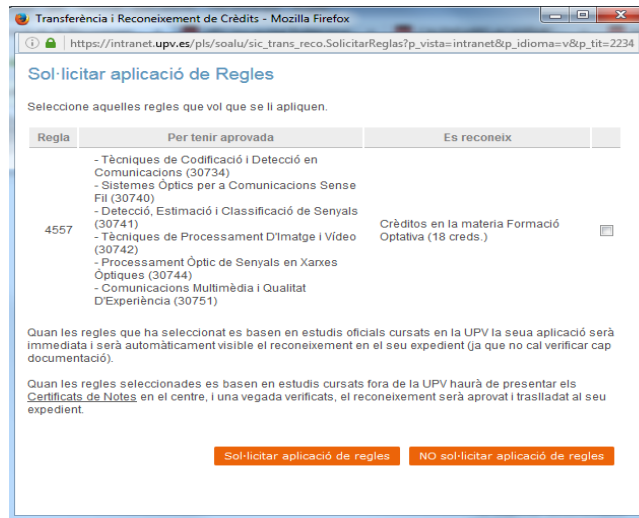 Transferència i Reconeixement de Crèdits - Mozilla Firefox
https://intranet.upv.es/pls/soalu/sic_trans_reco.SolicitarReglas?p_vista=intranet&p_idioma=v&p_tit=2234
Sol·licitar aplicació de Regles
Seleccione aquelles regles que vol que se li apliquen.
Regla Per tenir aprovada Es reconeix
- Tècniques de Codificació i Detecció en
Comunicacions (30734)
- Sistemes Òptics per a Comunicacions Sense
Fil (30740)
- Detecció, Estimació i Classificació de Senyals
(30741)
- Tècniques de Processament D'Imatge i Vídeo
(30742)
- Processament Òptic de Senyals en Xarxes
Òptiques (30744)
- Comunicacions Multimèdia i Qualitat
D'Experiència (30751)
4557
Crèditos en la materia Formació
Optativa (18 creds.)
Quan les regles que ha seleccionat es basen en estudis oficials cursats en la UPV la seua aplicació serà
immediata i serà automàticament visible el reconeixement en el seu expedient (ja que no cal verificar cap
documentació).
Quan les regles seleccionades es basen en estudis cursats fora de la UPV haurà de presentar els
Certificats de Notes en el centre, i una vegada verificats, el reconeixement serà aprovat i traslladat al seu
expedient.
Sol·licitar aplicació de regles
NO sol·licitar aplicació de regles